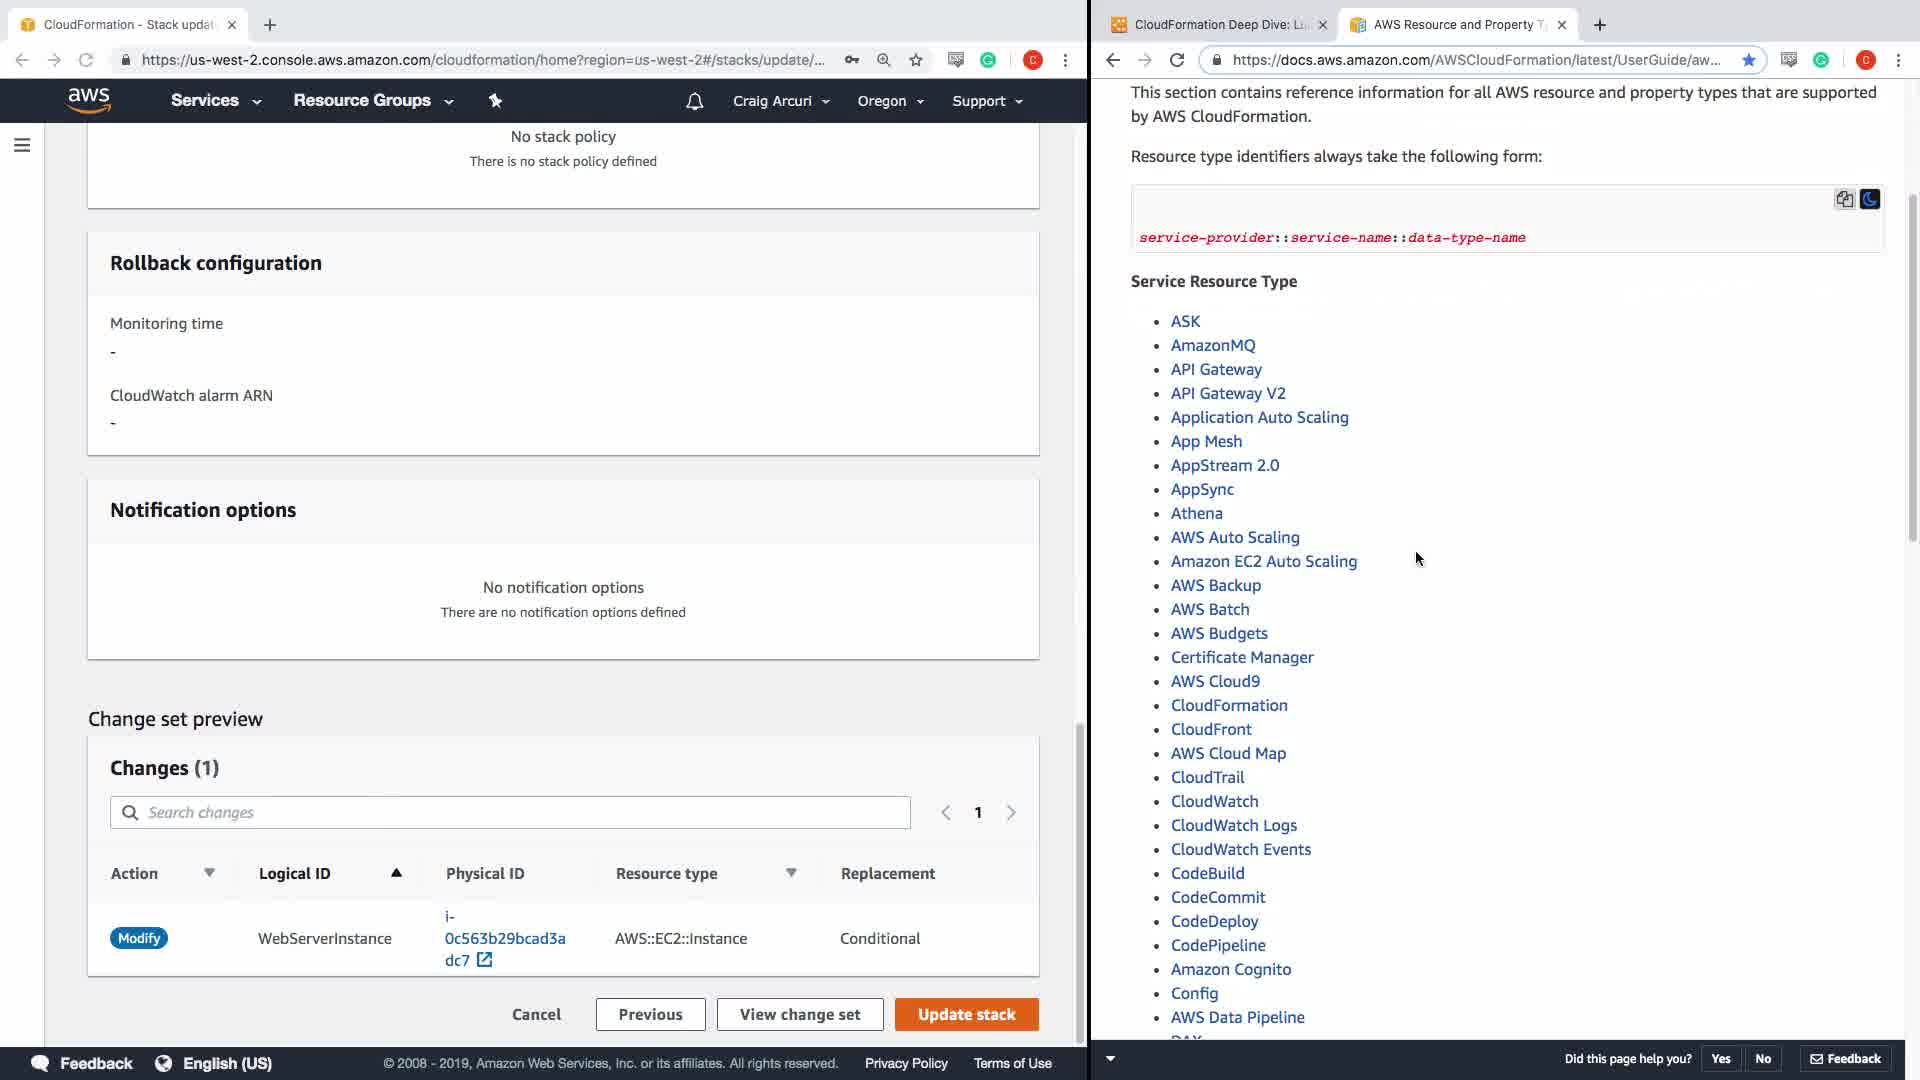 CloudFormation - Stack updat
https://us-west-2.console.aws.amazon.com/cloudformation/home?region=us-west-2#/stacks/update/...
C
aws
Services
Resource Groups
Craig Arcuri
Oregon
Support
No stack policy
There is no stack policy defined
Rollback configuration
Monitoring time
-
CloudWatch alarm ARN
-
Notification options
No notification options
There are no notification options defined
Change set preview
Changes (1)
Search changes
1
Action
Logical ID
Physical ID
Resource type
Replacement
Modify
WebServerInstance
i-
0c563b29bcad3a
dc7
AWS::EC2::Instance
Conditional
Cancel
Previous
View change set
Update stack
Feedback
English (US)
© 2008 - 2019, Amazon Web Services, Inc. or its affiliates. All rights reserved.
Privacy Policy
Terms of Use
CloudFormation Deep Dive: Li
AWS Resource and Property T
https://docs.aws.amazon.com/AWSCloudFormation/latest/UserGuide/aw...
C
This section contains reference information for all AWS resource and property types that are supported
by AWS CloudFormation.
Resource type identifiers always take the following form:
service-provider::service-name::data-type-name
Service Resource Type
ASK
AmazonMQ
API Gateway
API Gateway V2
Application Auto Scaling
App Mesh
AppStream 2.0
AppSync
Athena
AWS Auto Scaling
Amazon EC2 Auto Scaling
AWS Backup
AWS Batch
AWS Budgets
Certificate Manager
AWS Cloud9
CloudFormation
CloudFront
AWS Cloud Map
CloudTrail
CloudWatch
CloudWatch Logs
CloudWatch Events
CodeBuild
CodeCommit
CodeDeploy
CodePipeline
Amazon Cognito
Config
AWS Data Pipeline
DAX
Did this page help you?
Yes
No
Feedback